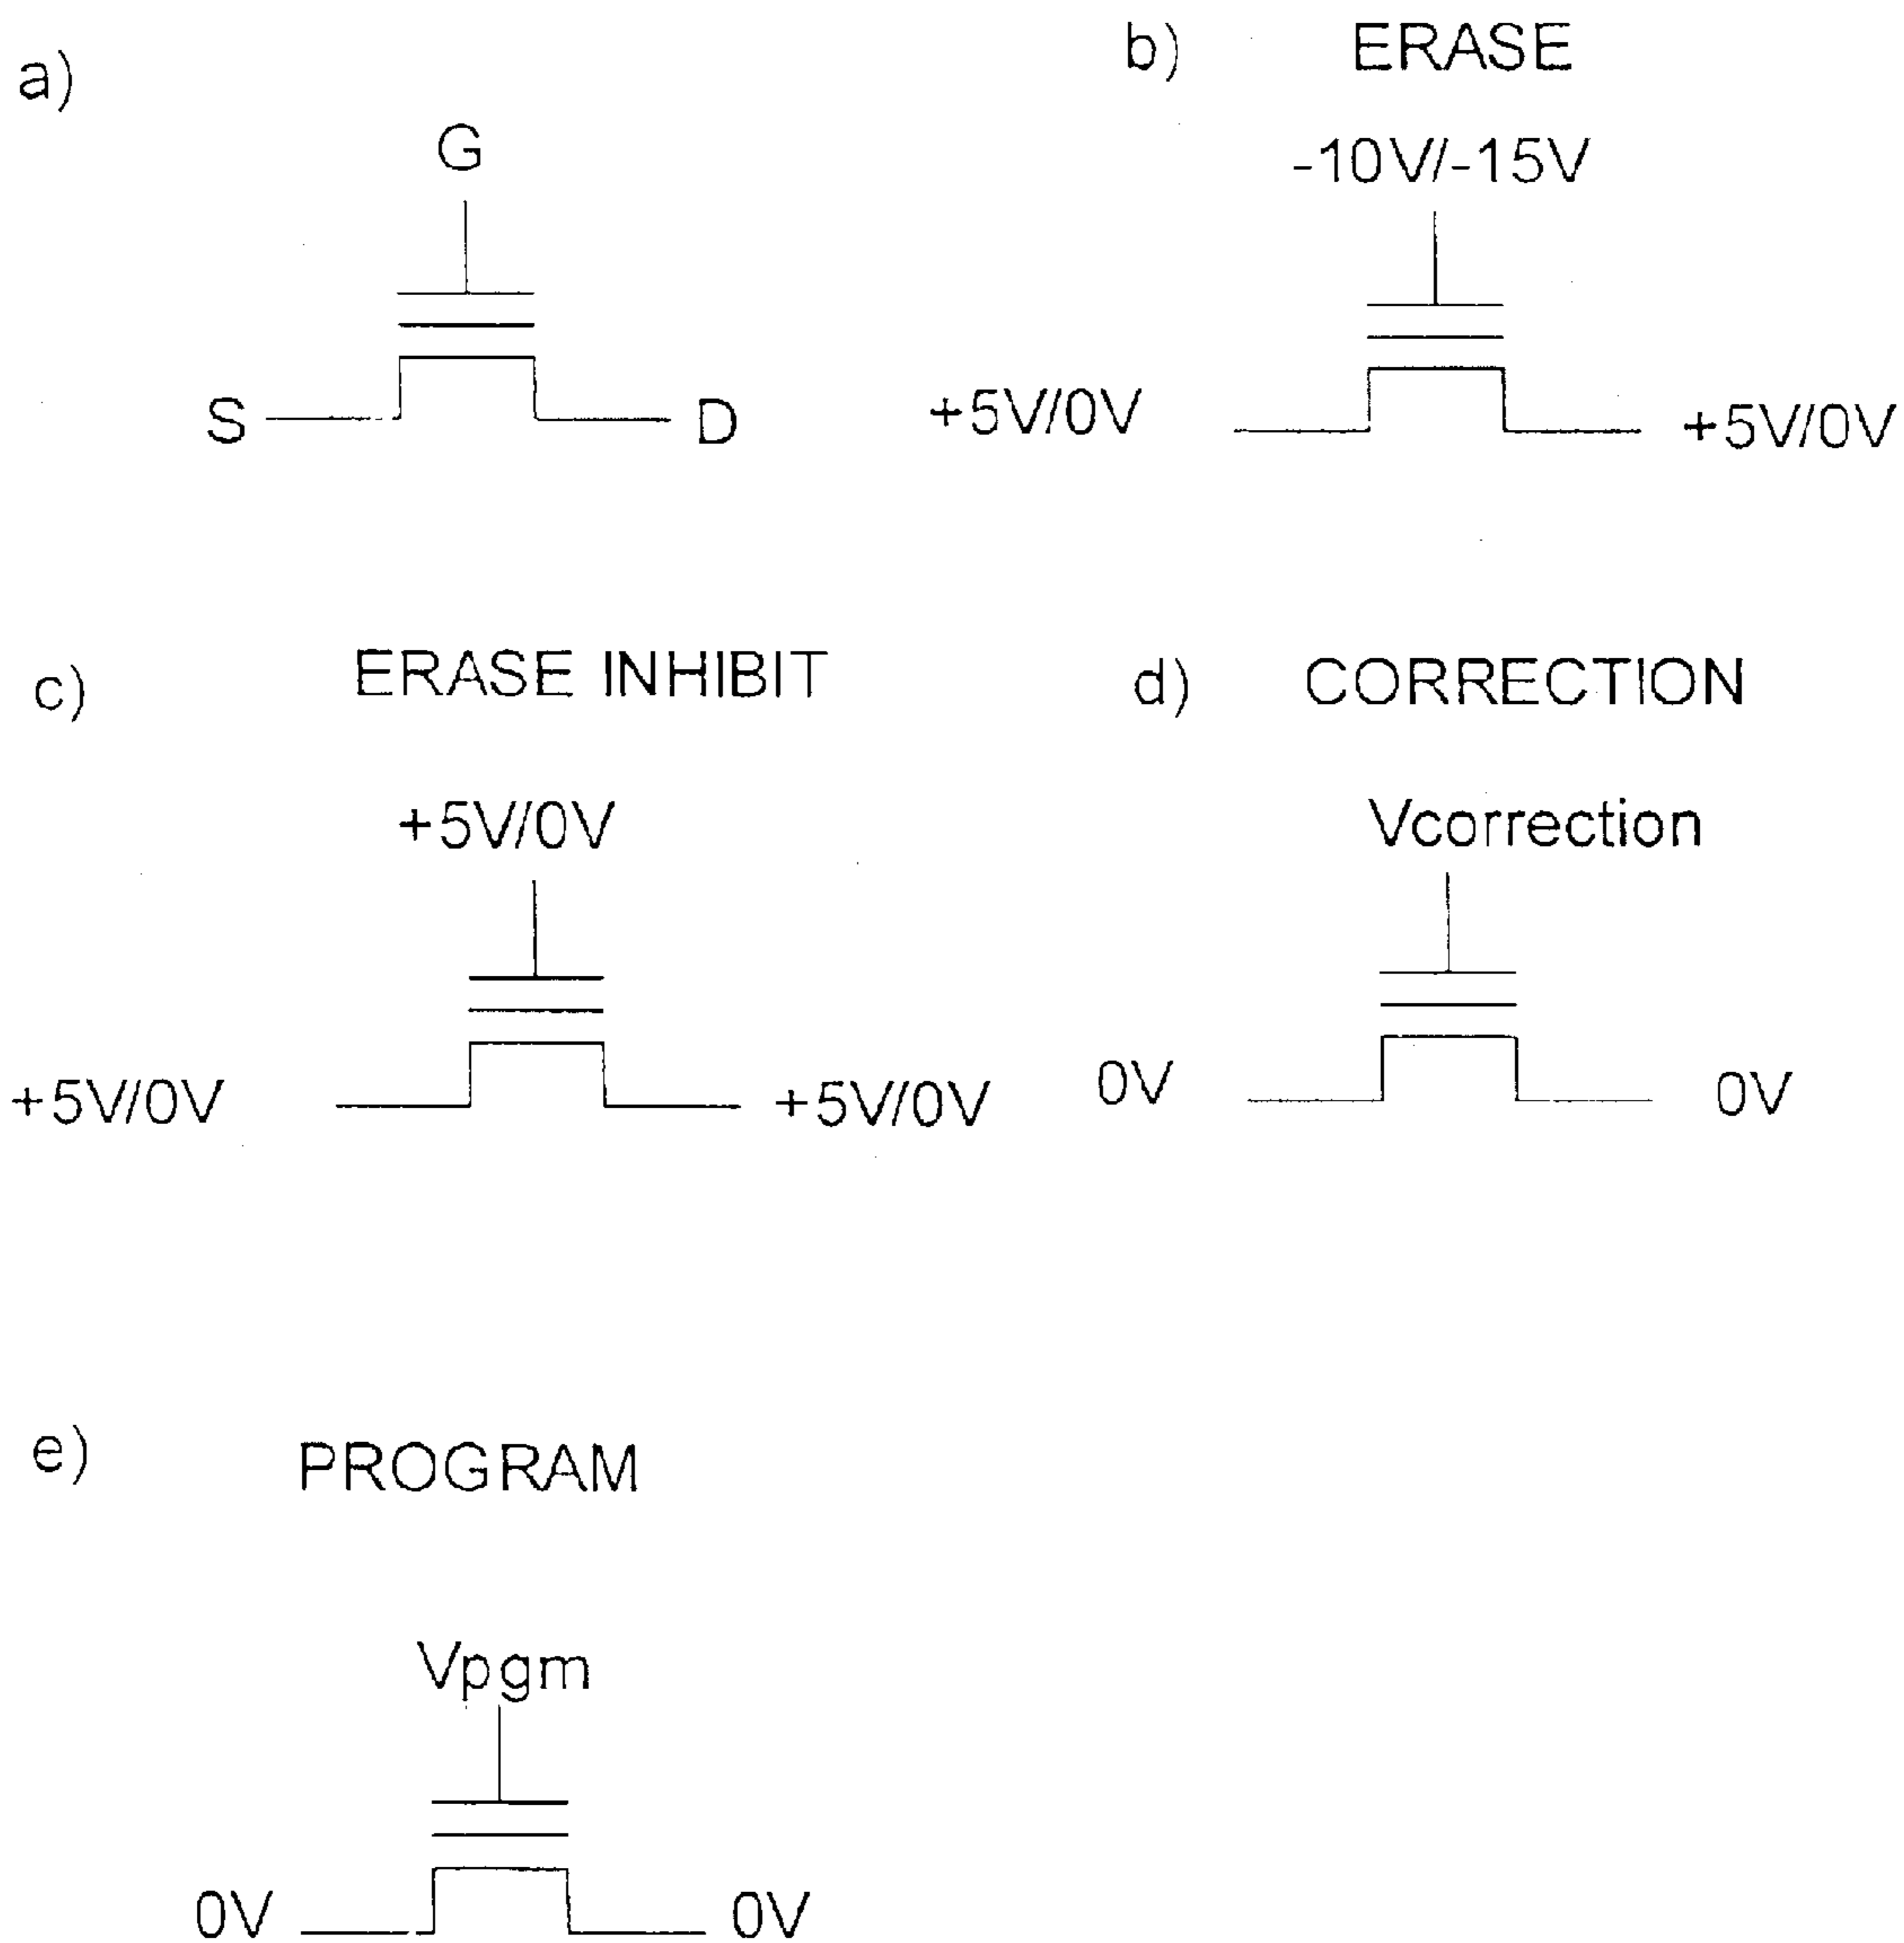 a)
G
S
D
b)
ERASE
-10V/-15V
+5V/0V
+5V/0V
c)
ERASE INHIBIT
+5V/0V
+5V/0V
+5V/0V
d)
CORRECTION
Vcorrection
0V
0V
e)
PROGRAM
Vpgm
0V
0V